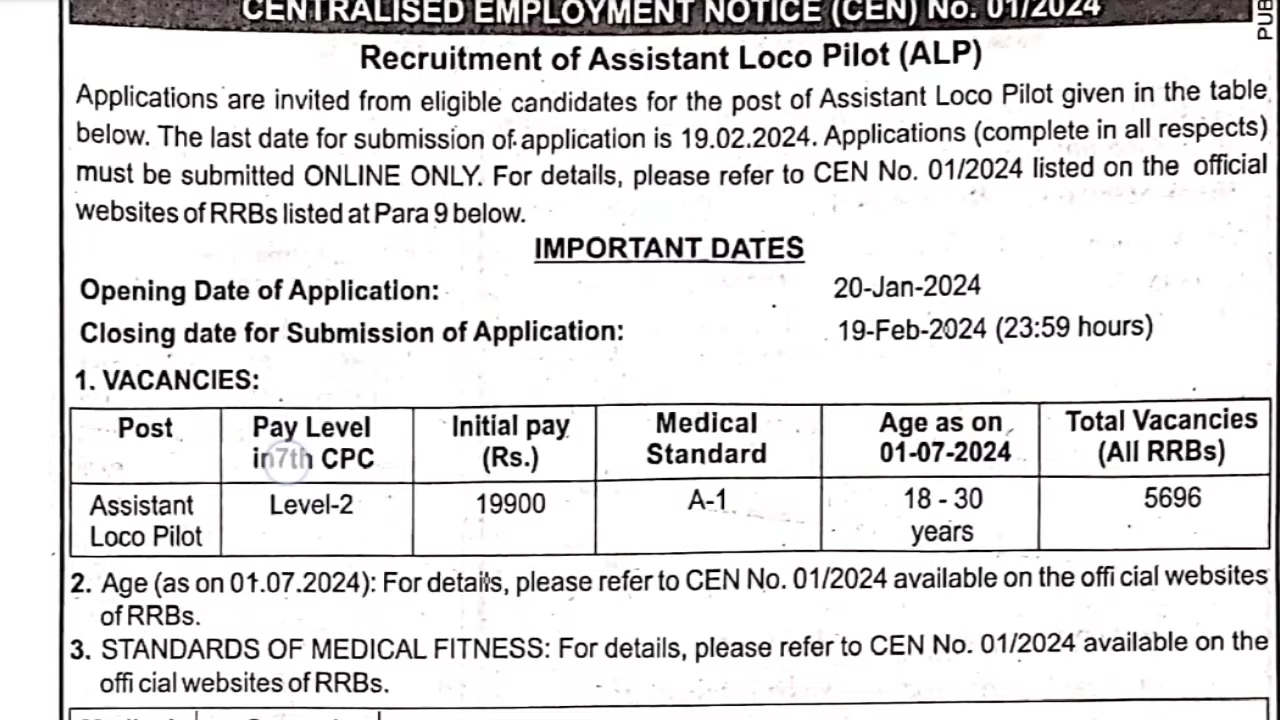 CENTRALISED EMPLOYMENT NOTICE (CEN) No. 01/2024
PUB
Recruitment of Assistant Loco Pilot (ALP)
Applications are invited from eligible candidates for the post of Assistant Loco Pilot given in the table
below. The last date for submission of application is 19.02.2024. Applications (complete in all respects)
must be submitted ONLINE ONLY. For details, please refer to CEN No. 01/2024 listed on the official
websites of RRBs listed at Para 9 below.
IMPORTANT DATES
Opening Date of Application: 20-Jan-2024
Closing date for Submission of Application: 19-Feb-2024 (23:59 hours)
1. VACANCIES:
Post Pay Level Initial pay Medical Age as on Total Vacancies
in 7th CPC (Rs.) Standard 01-07-2024 (All RRBs)
Assistant Level-2 19900 A-1 18 - 30 5696
Loco Pilot years
2. Age (as on 01.07.2024): For details, please refer to CEN No. 01/2024 available on the offi cial websites
of RRBs.
3. STANDARDS OF MEDICAL FITNESS: For details, please refer to CEN No. 01/2024 available on the
offi cial websites of RRBs.